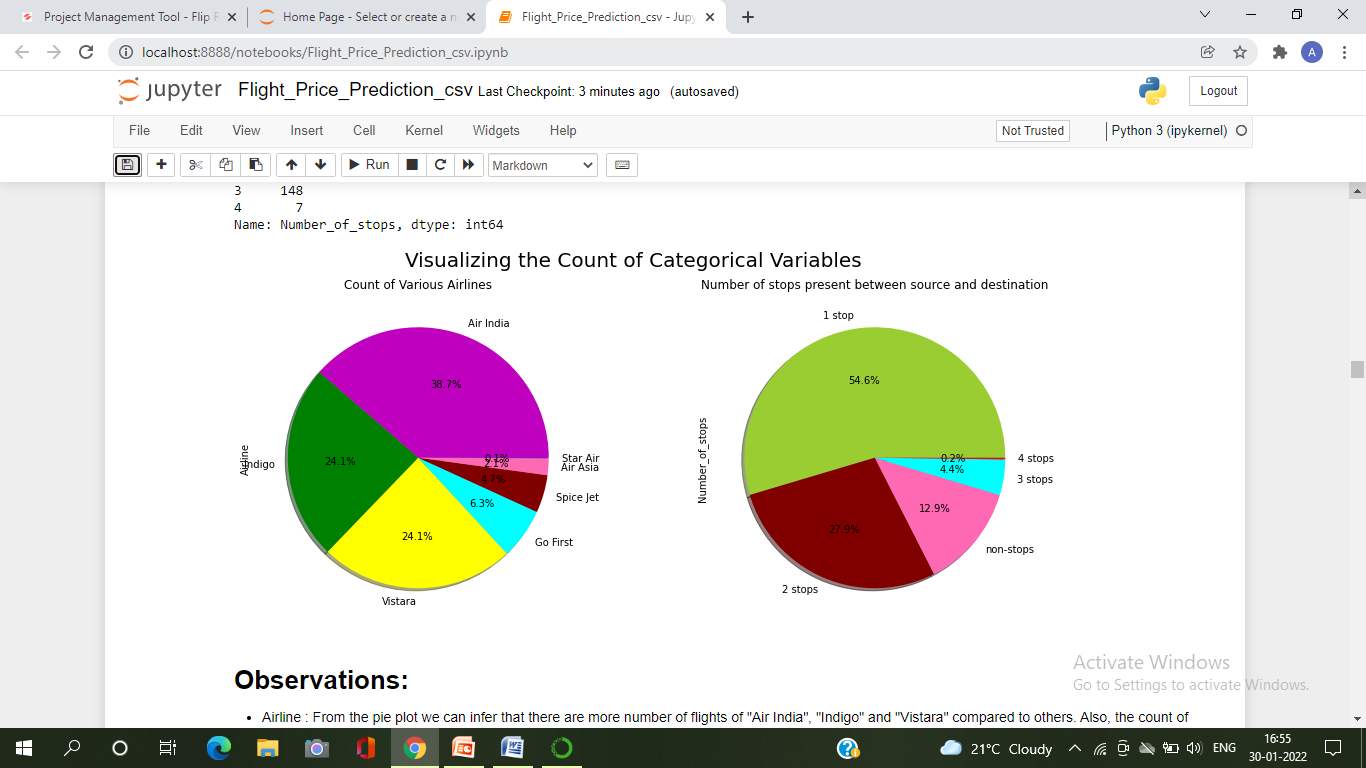 Project Management Tool - Flip R
Home Page - Select or create a n
Flight_Price_Prediction_csv - Jupy
localhost:8888/notebooks/Flight_Price_Prediction_csv.ipynb
A
jupyter Flight_Price_Prediction_csv Last Checkpoint: 3 minutes ago (autosaved)
Logout
File Edit View Insert Cell Kernel Widgets Help
Not Trusted
Python 3 (ipykernel)
Run
Markdown
3 148
4 7
Name: Number_of_stops, dtype: int64
Visualizing the Count of Categorical Variables
Count of Various Airlines
Air India
38.7%
Airline
Indigo
24.1%
0.1%
Star Air
2.1%
Air Asia
4.7%
Spice Jet
6.3%
Go First
24.1%
Vistara
Number of stops present between source and destination
1 stop
54.6%
Number_of_stops
0.2%
4 stops
4.4%
3 stops
12.9%
non-stops
27.9%
2 stops
Activate Windows
Go to Settings to activate Windows.
Observations:
• Airline : From the pie plot we can infer that there are more number of flights of "Air India", "Indigo" and "Vistara" compared to others. Also, the count of
21°C Cloudy
ENG
16:55
30-01-2022